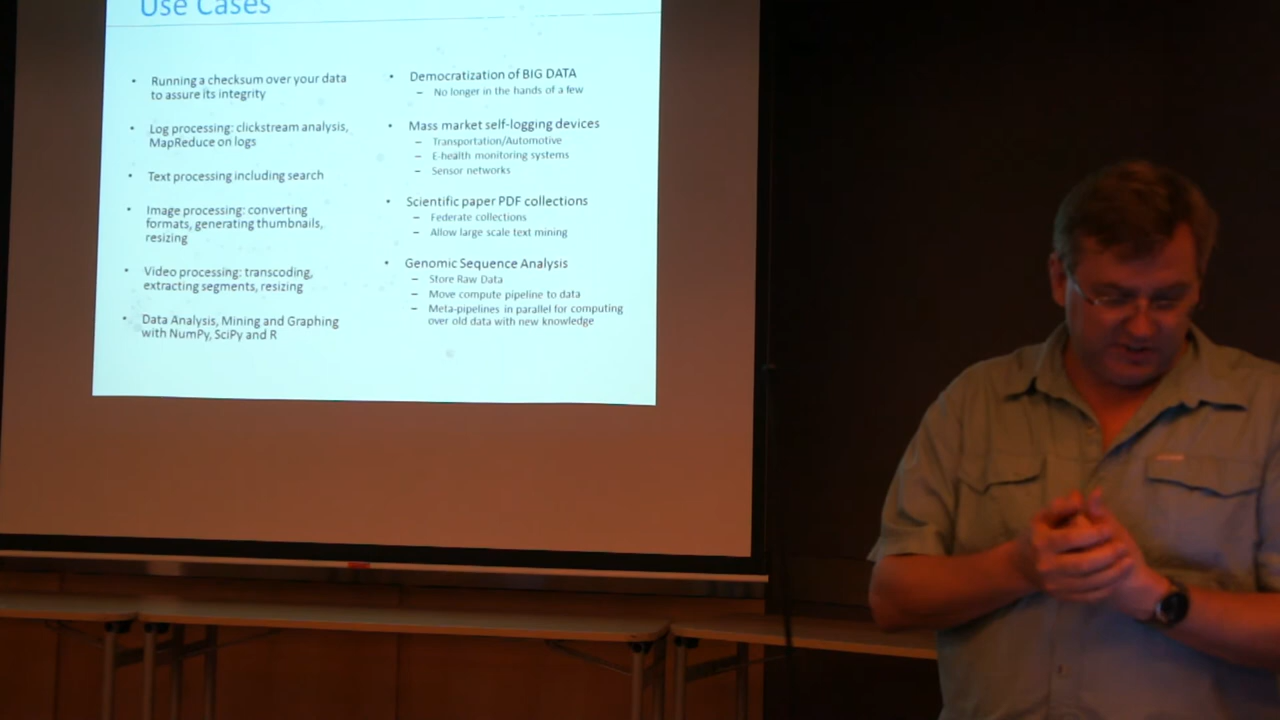 Use Cases
• Running a checksum over your data
to assure its integrity
• Log processing: clickstream analysis,
MapReduce on logs
• Text processing including search
• Image processing: converting
formats, generating thumbnails,
resizing
• Video processing: transcoding,
extracting segments, resizing
• Data Analysis, Mining and Graphing
with NumPy, SciPy and R
• Democratization of BIG DATA
– No longer in the hands of a few
• Mass market self-logging devices
– Transportation/Automotive
– E-health monitoring systems
– Sensor networks
• Scientific paper PDF collections
– Federate collections
– Allow large scale text mining
• Genomic Sequence Analysis
– Store Raw Data
– Move compute pipeline to data
– Meta-pipelines in parallel for computing
over old data with new knowledge